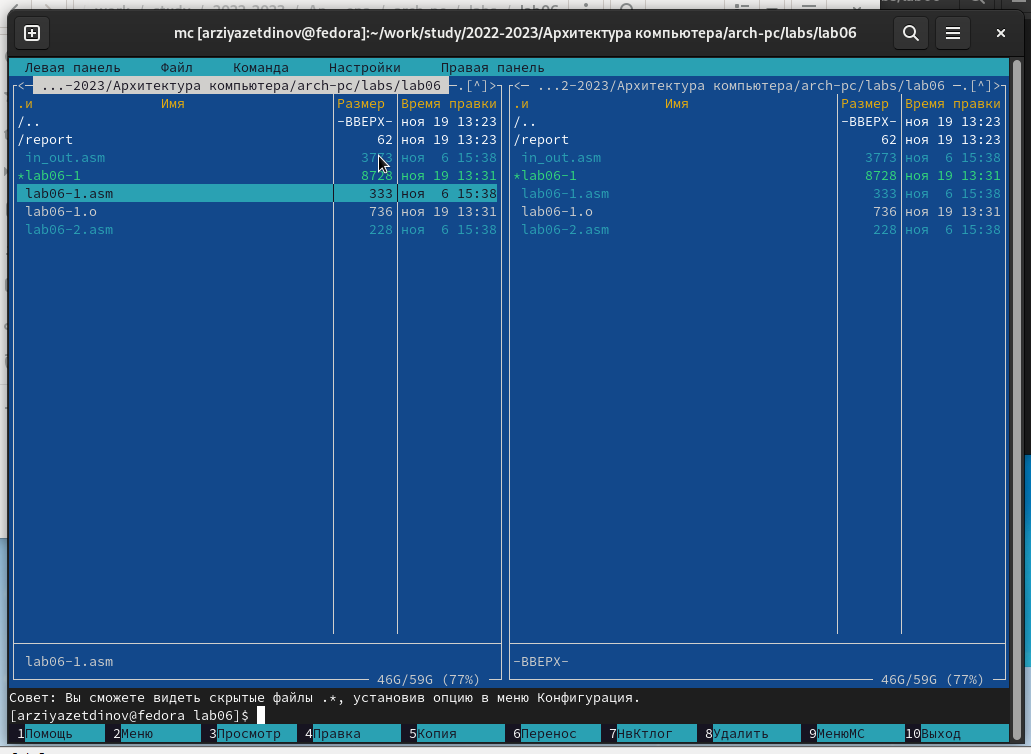 mc [arziyazetdinov@fedora]:~/work/study/2022-2023/Архитектура компьютера/arch-pc/labs/lab06
Левая панель Файл Команда Настройки Правая панель
<─ ...-2023/Архитектура компьютера/arch-pc/labs/lab06 ─.[^]>
.и Имя Размер Время правки
/.. -ВВЕРХ- ноя 19 13:23
/report 62 ноя 19 13:23
in_out.asm 3773 ноя 6 15:38
*lab06-1 8728 ноя 19 13:31
lab06-1.asm 333 ноя 6 15:38
lab06-1.o 736 ноя 19 13:31
lab06-2.asm 228 ноя 6 15:38
lab06-1.asm
46G/59G (77%)
<─ ...2-2023/Архитектура компьютера/arch-pc/labs/lab06 ─.[^]>
.и Имя Размер Время правки
/.. -ВВЕРХ- ноя 19 13:23
/report 62 ноя 19 13:23
in_out.asm 3773 ноя 6 15:38
*lab06-1 8728 ноя 19 13:31
lab06-1.asm 333 ноя 6 15:38
lab06-1.o 736 ноя 19 13:31
lab06-2.asm 228 ноя 6 15:38
-ВВЕРХ-
46G/59G (77%)
Совет: Вы сможете видеть скрытые файлы .*, установив опцию в меню Конфигурация.
[arziyazetdinov@fedora lab06]$
1Помощь 2Меню 3Просмотр 4Правка 5Копия 6Перенос 7НвКтлог 8Удалить 9МенюМС 10Выход